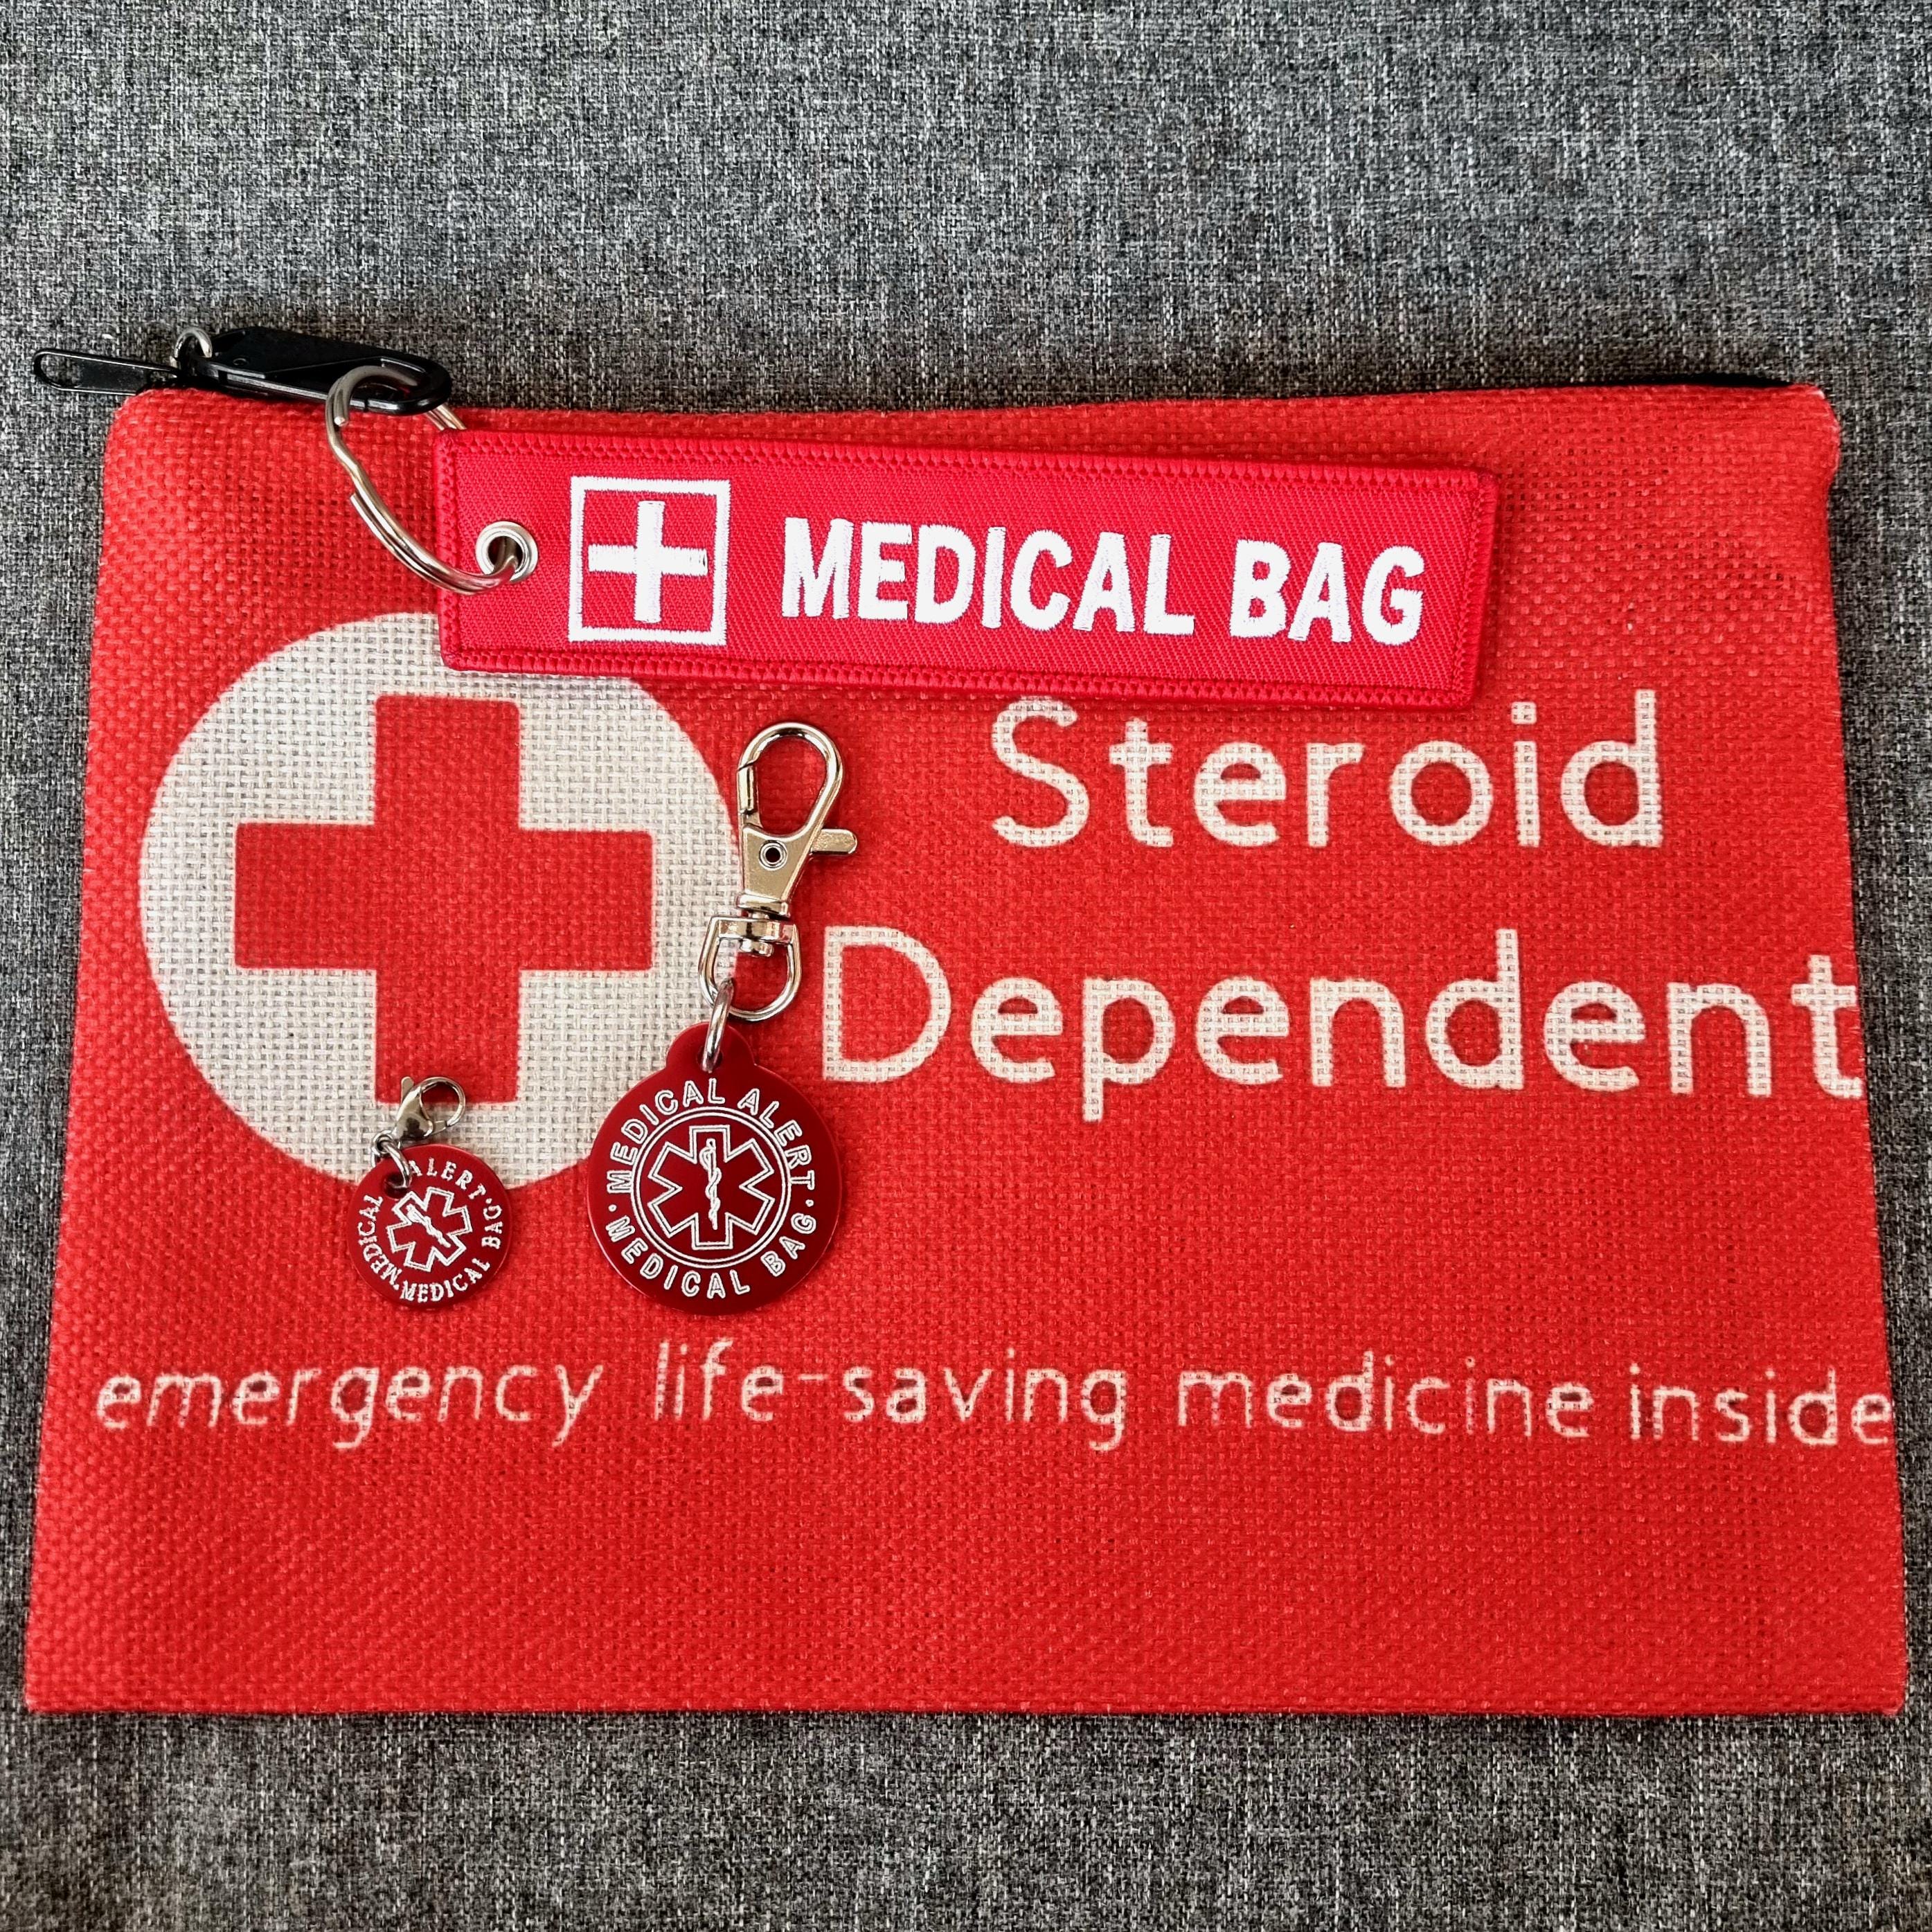 MEDICAL BAG
Steroid
Dependent
MEDICAL ALERT
· MEDICAL BAG ·
MEDICAL ALERT · MEDICAL BAG ·
emergency life-saving medicine inside